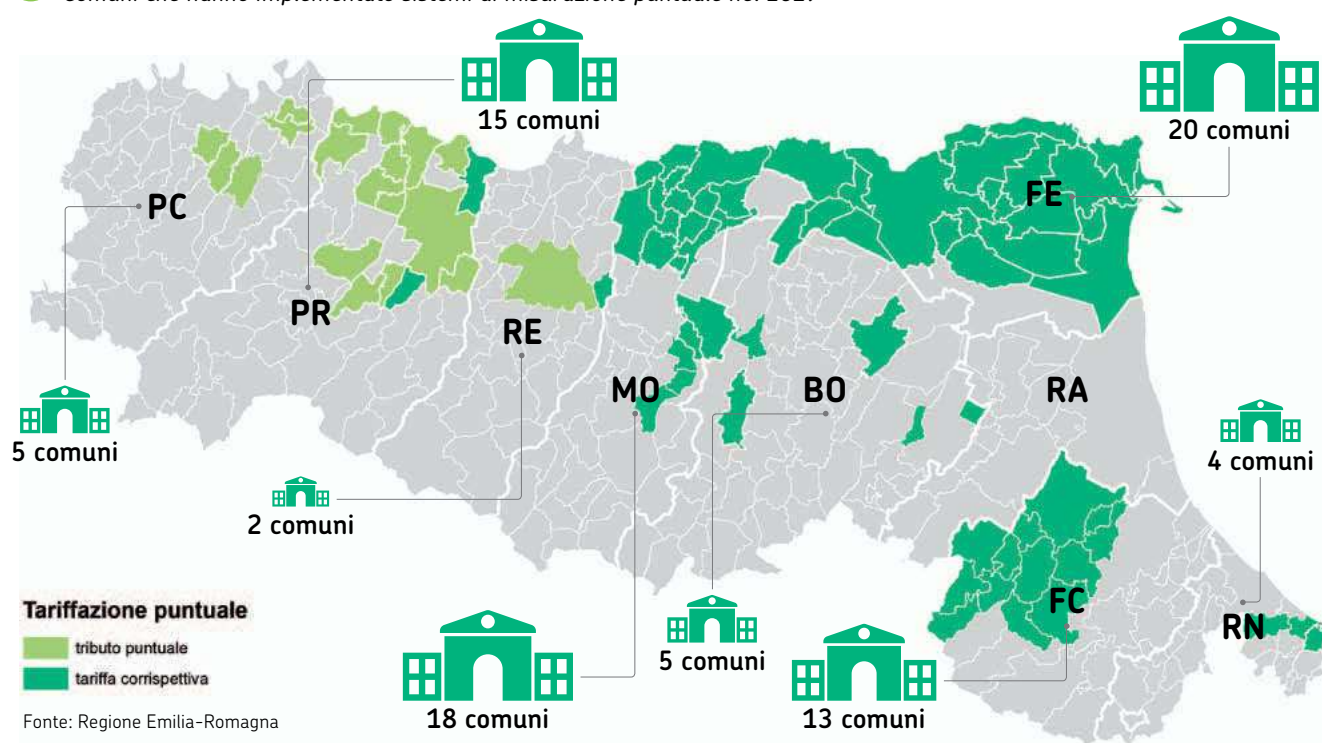 15 comuni
20 comuni
PC
FE
PR
RE
MO
BO
RA
5 comuni
4 comuni
2 comuni
FC
RN
Tariffazione puntuale
tributo puntuale
tariffa corrispettiva
5 comuni
18 comuni
13 comuni
Fonte: Regione Emilia-Romagna